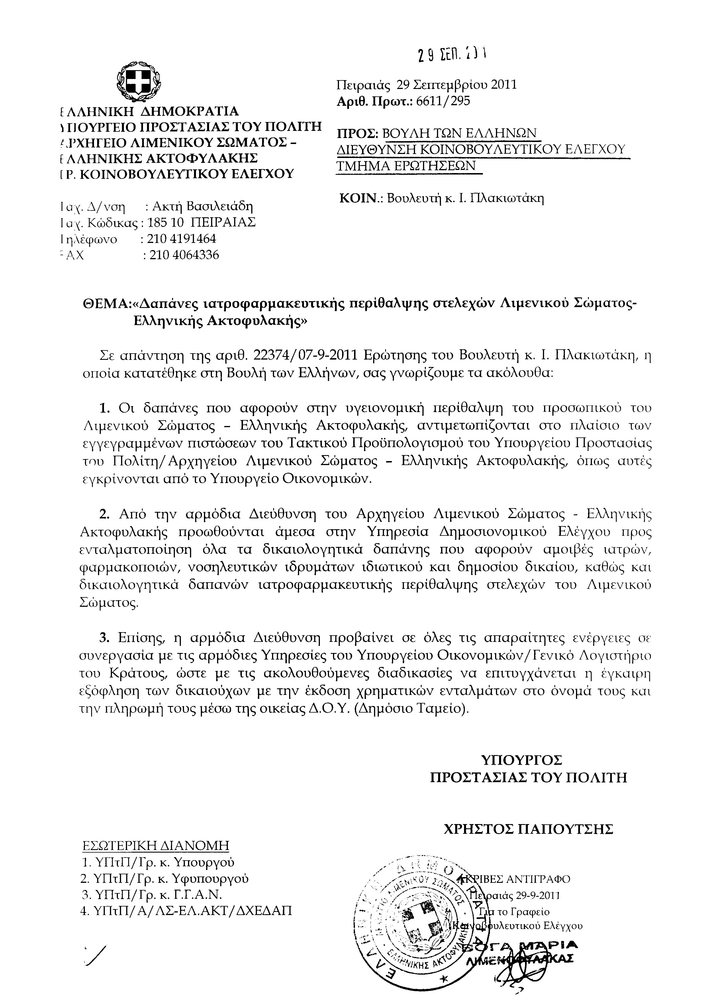 29 ΣΕΠ.
Πειραιάς 29 Σεπτεμβρίου 2011
Αριθ. Πρωτ.: 6611/295
ΕΛΛΗΝΙΚΗ ΔΗΜΟΚΡΑΤΙΑ
ΥΠΟΥΡΓΕΙΟ ΠΡΟΣΤΑΣΙΑΣ ΤΟΥ ΠΟΛΙΤΗ
ΑΡΧΗΓΕΙΟ ΛΙΜΕΝΙΚΟΥ ΣΩΜΑΤΟΣ –
ΕΛΛΗΝΙΚΗΣ ΑΚΤΟΦΥΛΑΚΗΣ
ΓΡ. ΚΟΙΝΟΒΟΥΛΕΥΤΙΚΟΥ ΕΛΕΓΧΟΥ
ΠΡΟΣ: ΒΟΥΛΗ ΤΩΝ ΕΛΛΗΝΩΝ
ΔΙΕΥΘΥΝΣΗ ΚΟΙΝΟΒΟΥΛΕΥΤΙΚΟΥ ΕΛΕΓΧΟΥ
ΤΜΗΜΑ ΕΡΩΤΗΣΕΩΝ
ΚΟΙΝ.: Βουλευτή κ. Ι. Πλακιωτάκη
Ταχ. Δ/νση : Ακτή Βασιλειάδη
Ταχ. Κώδικας : 185 10 ΠΕΙΡΑΙΑΣ
Τηλέφωνο : 210 4191464
FAX : 210 4064336
ΘΕΜΑ:«Δαπάνες ιατροφαρμακευτικής περίθαλψης στελεχών Λιμενικού Σώματος-
Ελληνικής Ακτοφυλακής»
Σε απάντηση της αριθ. 22374/07-9-2011 Ερώτησης του Βουλευτή κ. Ι. Πλακιωτάκη, η
οποία κατατέθηκε στη Βουλή των Ελλήνων, σας γνωρίζουμε τα ακόλουθα:
1. Οι δαπάνες που αφορούν στην υγειονομική περίθαλψη του προσωπικού του
Λιμενικού Σώματος – Ελληνικής Ακτοφυλακής, αντιμετωπίζονται στο πλαίσιο των
εγγεγραμμένων πιστώσεων του Τακτικού Προϋπολογισμού του Υπουργείου Προστασίας
του Πολίτη/Αρχηγείου Λιμενικού Σώματος – Ελληνικής Ακτοφυλακής, όπως αυτές
εγκρίνονται από το Υπουργείο Οικονομικών.
2. Από την αρμόδια Διεύθυνση του Αρχηγείου Λιμενικού Σώματος - Ελληνικής
Ακτοφυλακής προωθούνται άμεσα στην Υπηρεσία Δημοσιονομικού Ελέγχου προς
ενταλματοποίηση όλα τα δικαιολογητικά δαπάνης που αφορούν αμοιβές ιατρών,
φαρμακοποιών, νοσηλευτικών ιδρυμάτων ιδιωτικού και δημοσίου δικαίου, καθώς και
δικαιολογητικά δαπανών ιατροφαρμακευτικής περίθαλψης στελεχών του Λιμενικού
Σώματος.
3. Επίσης, η αρμόδια Διεύθυνση προβαίνει σε όλες τις απαραίτητες ενέργειες σε
συνεργασία με τις αρμόδιες Υπηρεσίες του Υπουργείου Οικονομικών/Γενικό Λογιστήριο
του Κράτους, ώστε με τις ακολουθούμενες διαδικασίες να επιτυγχάνεται η έγκαιρη
εξόφληση των δικαιούχων με την έκδοση χρηματικών ενταλμάτων στο όνομά τους και
την πληρωμή τους μέσω της οικείας Δ.Ο.Υ. (Δημόσιο Ταμείο).
ΥΠΟΥΡΓΟΣ
ΠΡΟΣΤΑΣΙΑΣ ΤΟΥ ΠΟΛΙΤΗ
ΧΡΗΣΤΟΣ ΠΑΠΟΥΤΣΗΣ
ΕΣΩΤΕΡΙΚΗ ΔΙΑΝΟΜΗ
1. ΥΠτΠ/Γρ. κ. Υπουργού
2. ΥΠτΠ/Γρ. κ. Υφυπουργού
3. ΥΠτΠ/Γρ. κ. Γ.Γ.Α.Ν.
4. ΥΠτΠ/Α/ΛΣ-ΕΛ.ΑΚΤ/ΔΧΕΔΑΠ
ΑΚΡΙΒΕΣ ΑΝΤΙΓΡΑΦΟ
Πειραιάς 29-9-2011
Για το Γραφείο
Κοινοβουλευτικού Ελέγχου
ΜΑΡΙΑ
ΛΙΜΕΝΟΦΥΛΑΚΑΣ
ΕΛΛΗΝΙΚΗ ΔΗΜΟΚΡΑΤΙΑ
ΛΙΜΕΝΙΚΟΥ ΣΩΜΑΤΟΣ
ΕΛΛΗΝΙΚΗΣ ΑΚΤΟΦΥΛΑΚΗΣ